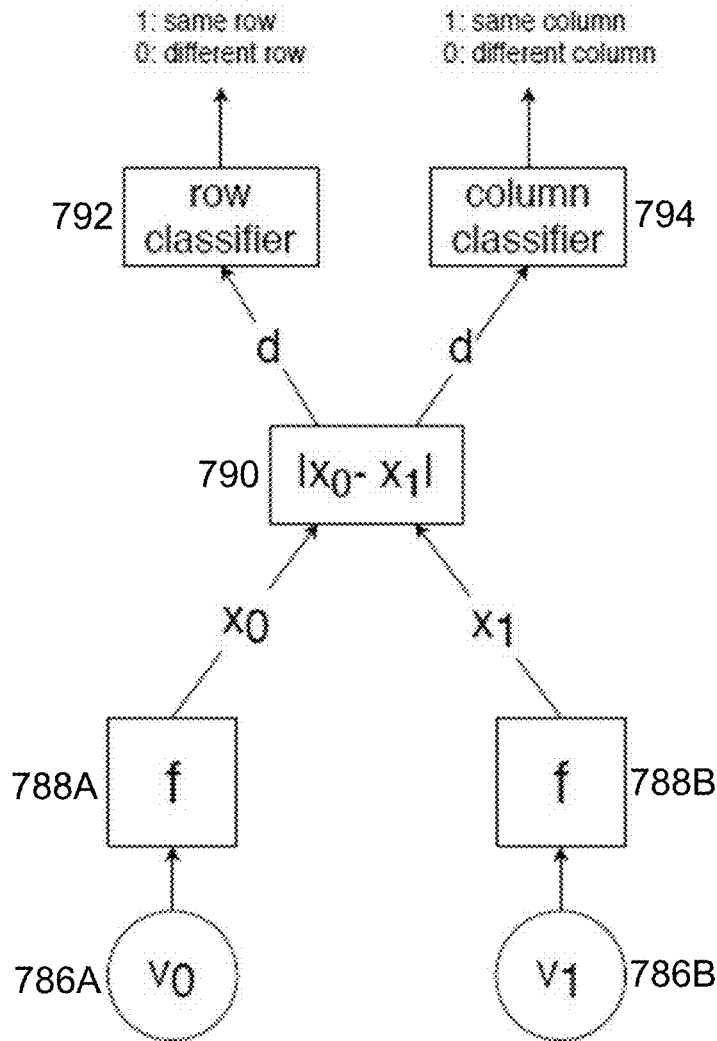 1: same row
0: different row
1: same column
0: different column
792
row
classifier
column
classifier
794
d
d
790
|x0- x1|
x0
x1
788A
f
f
788B
786A
v0
v1
786B